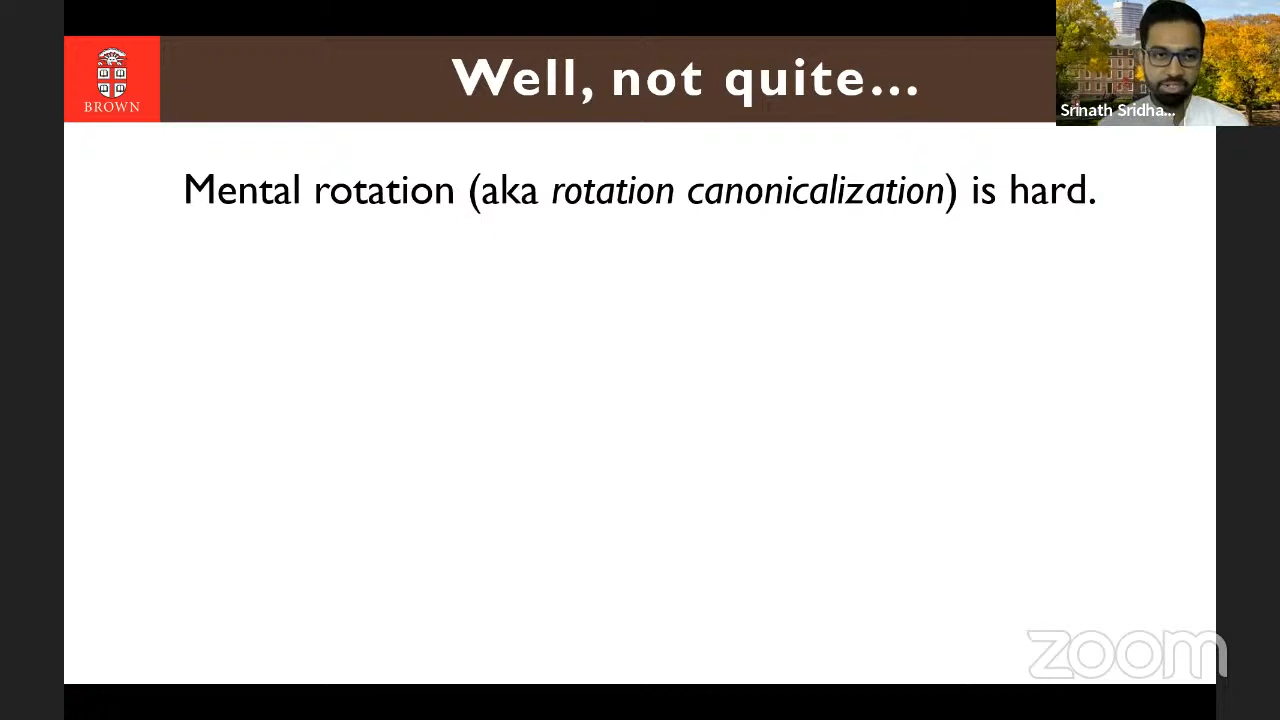 Well, not quite...
BROWN
Srinath Sridha...
Mental rotation (aka rotation canonicalization) is hard.
zoom